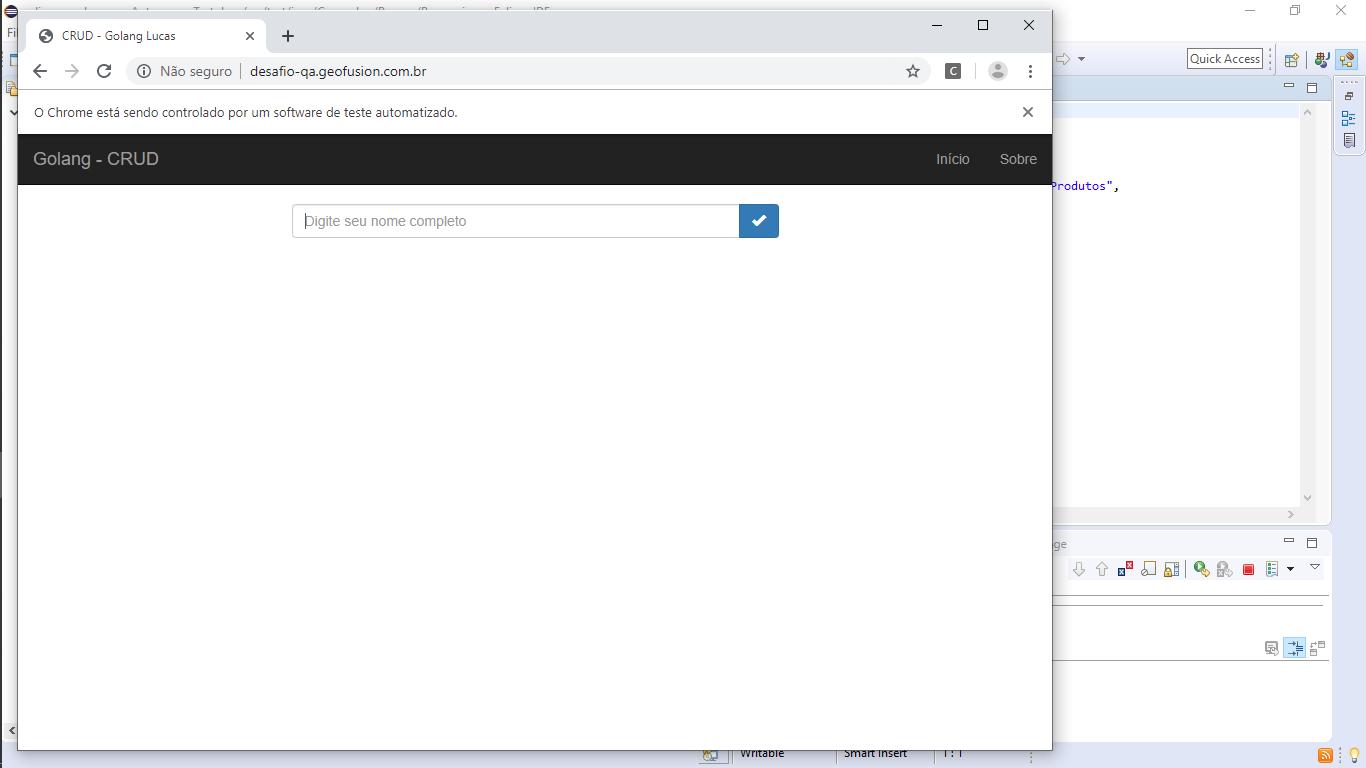 CRUD - Golang Lucas
Não seguro
desafio-qa.geofusion.com.br
C
O Chrome está sendo controlado por um software de teste automatizado.
Golang - CRUD
Início
Sobre
Digite seu nome completo
Quick Access
Produtos",
ge
Writable
Smart Insert
1 : 1